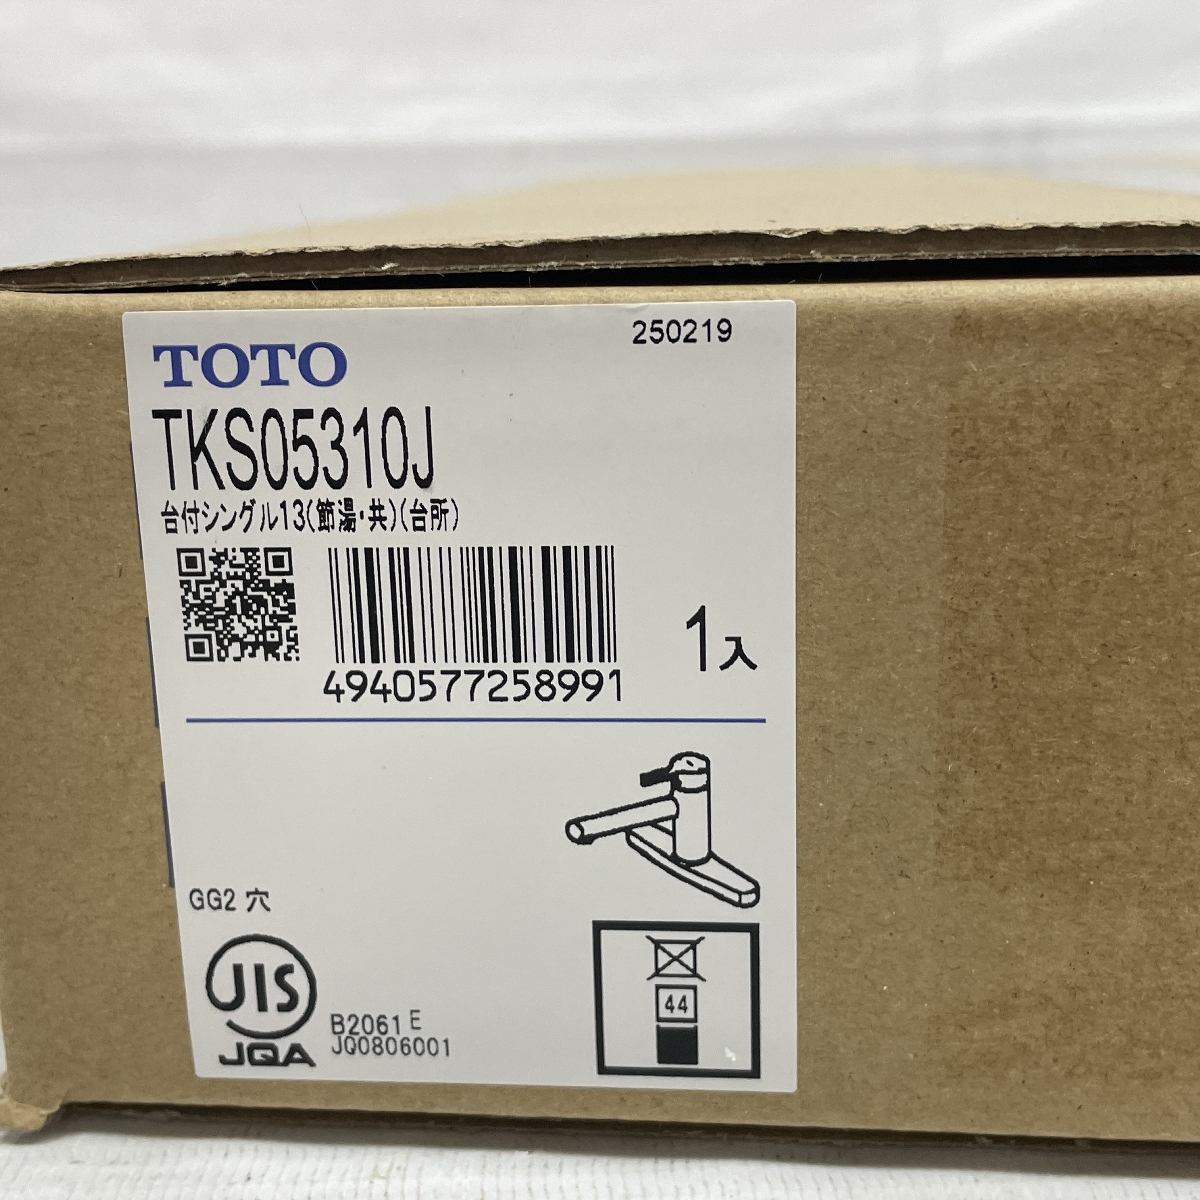 250219
TOTO
TKS05310J
台付シングル13(節湯・共)(台所)
4940577258991
1入
GG2 穴
JIS
JQA
B2061 E
JQ0806001
44